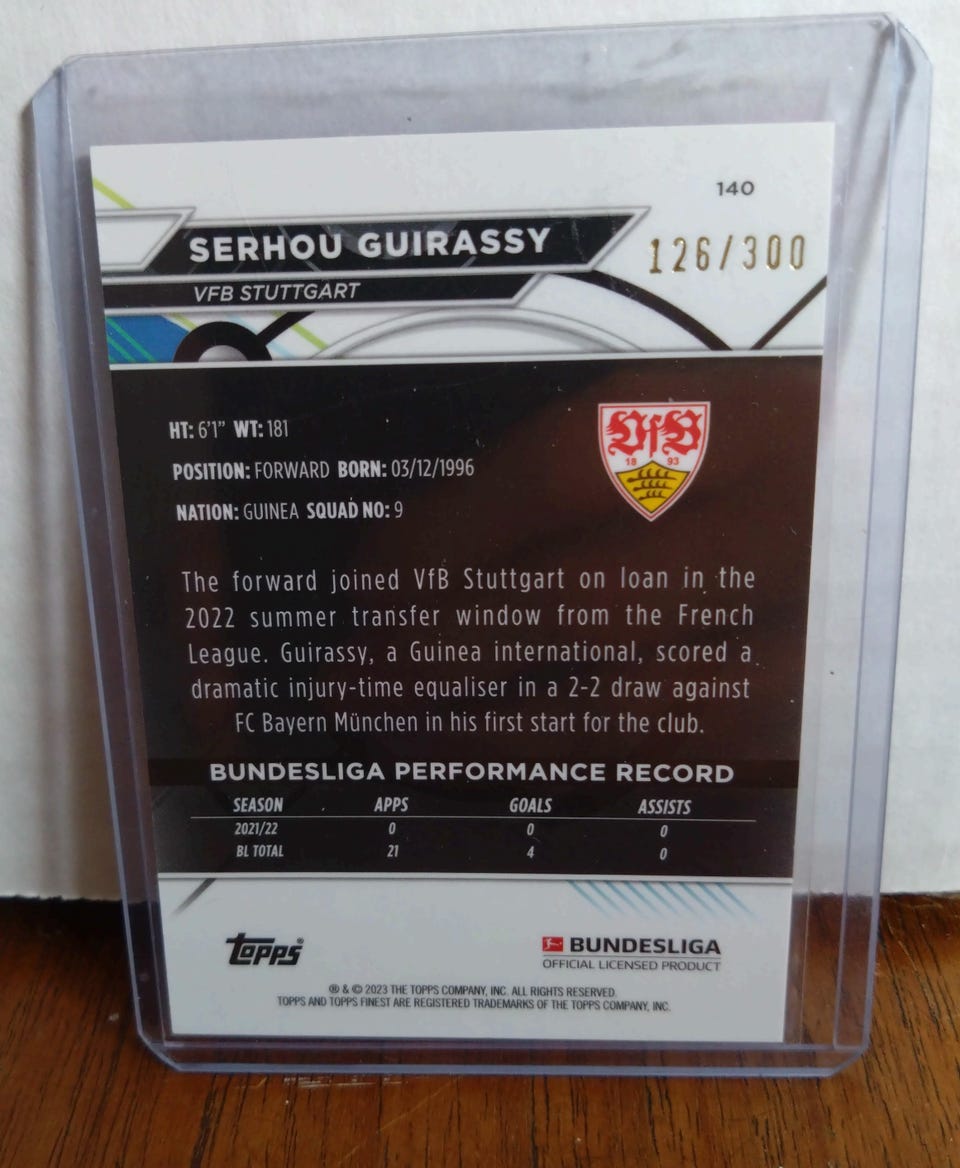 140
SERHOU GUIRASSY
126/300
VFB STUTTGART
HT: 6'1" WT: 181
VfB
18 93
POSITION: FORWARD BORN: 03/12/1996
NATION: GUINEA SQUAD NO: 9
The forward joined VfB Stuttgart on loan in the
2022 summer transfer window from the French
League. Guirassy, a Guinea international, scored a
dramatic injury-time equaliser in a 2-2 draw against
FC Bayern München in his first start for the club.
BUNDESLIGA PERFORMANCE RECORD
SEASON APPS GOALS ASSISTS
2021/22 0 0 0
BL TOTAL 21 4 0
topps®
BUNDESLIGA
OFFICIAL LICENSED PRODUCT
® & © 2023 THE TOPPS COMPANY, INC. ALL RIGHTS RESERVED.
TOPPS AND TOPPS FINEST ARE REGISTERED TRADEMARKS OF THE TOPPS COMPANY, INC.